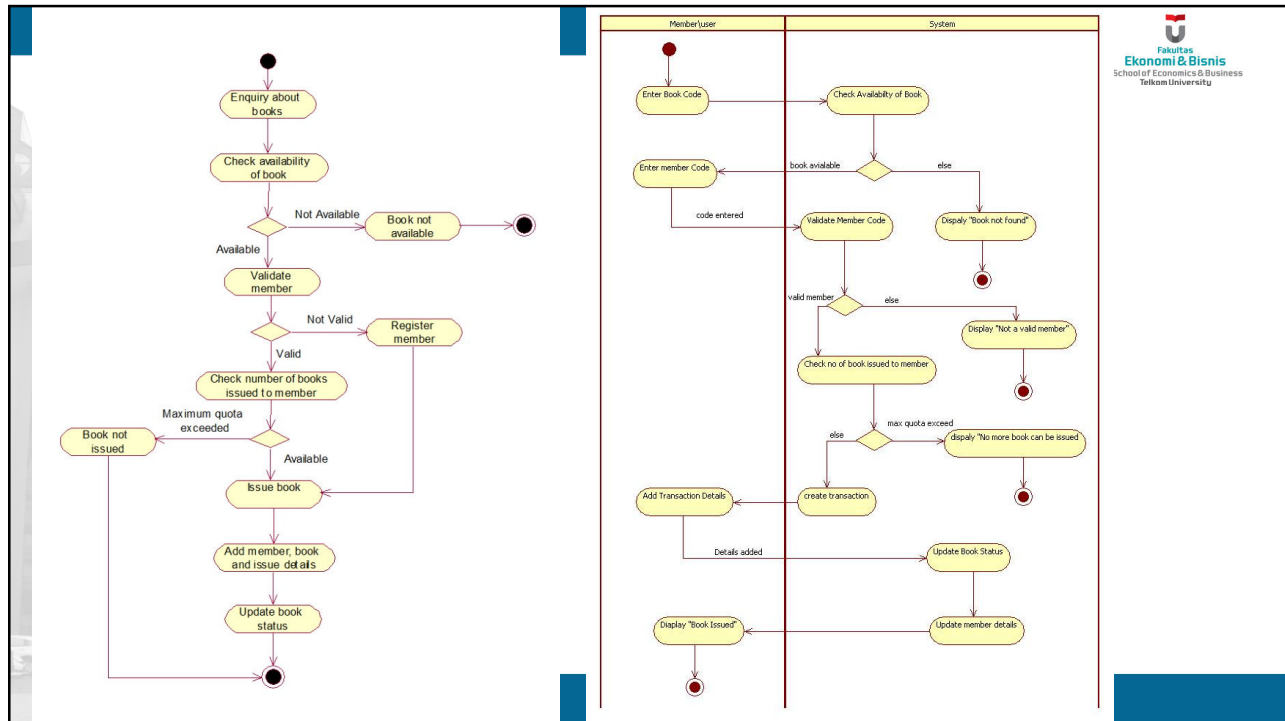 Enquiry about
books
Check availability
of book
Not Available
Book not
available
Available
Validate
member
Not Valid
Register
member
Valid
Check number of books
issued to member
Maximum quota
exceeded
Book not
issued
Available
Issue book
Add member, book
and issue details
Update book
status
Member\user
System
Enter Book Code
Check Availabilty of Book
Enter member Code
book avialable
else
code entered
Validate Member Code
Dispaly "Book not found"
valid member
else
Display "Not a valid member"
Check no of book issued to member
else
max quota exceed
dispaly "No more book can be issued
Add Transaction Details
create transaction
Details added
Update Book Status
Diaplay "Book Issued"
Update member details
Fakultas
Ekonomi & Bisnis
School of Economics & Business
Telkom University